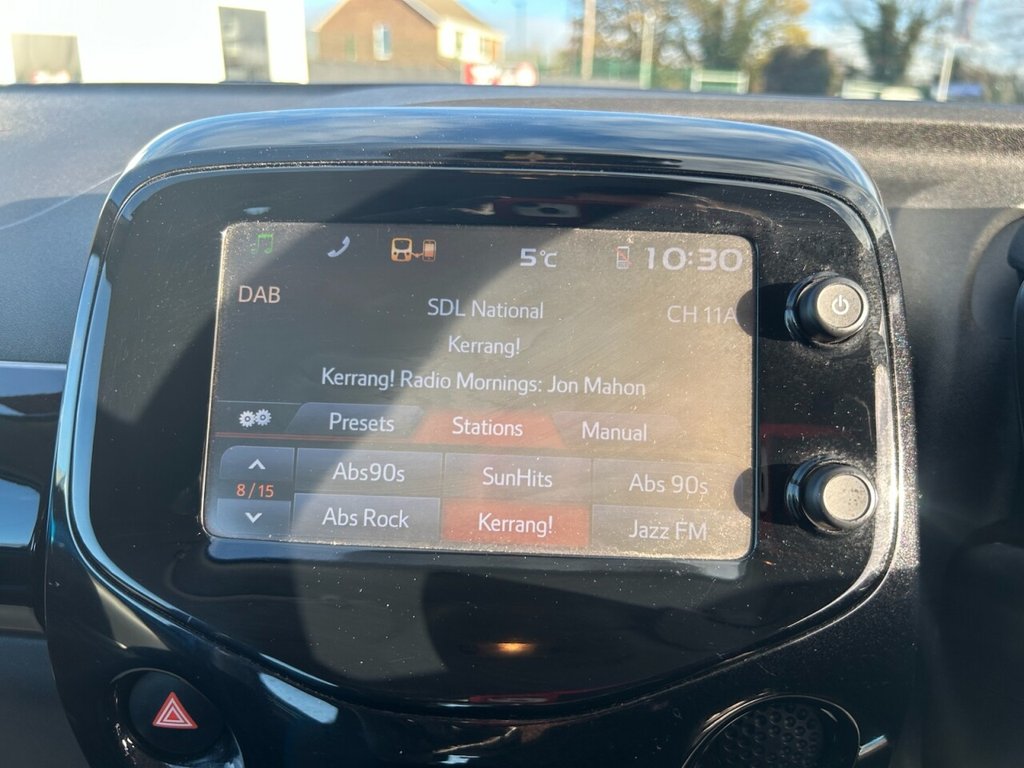 5°C 10:30
DAB
SDL National CH 11A
Kerrang!
Kerrang! Radio Mornings: Jon Mahon
Presets Stations Manual
Abs90s SunHits Abs 90s
8/15
Abs Rock Kerrang! Jazz FM